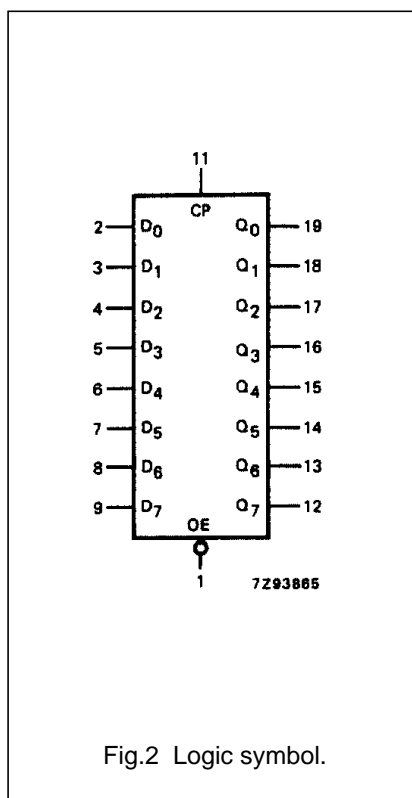 11
CP
2 D0 Q0 19
3 D1 Q1 18
4 D2 Q2 17
5 D3 Q3 16
6 D4 Q4 15
7 D5 Q5 14
8 D6 Q6 13
9 D7 Q7 12
OE
1 7Z93865
Fig.2 Logic symbol.